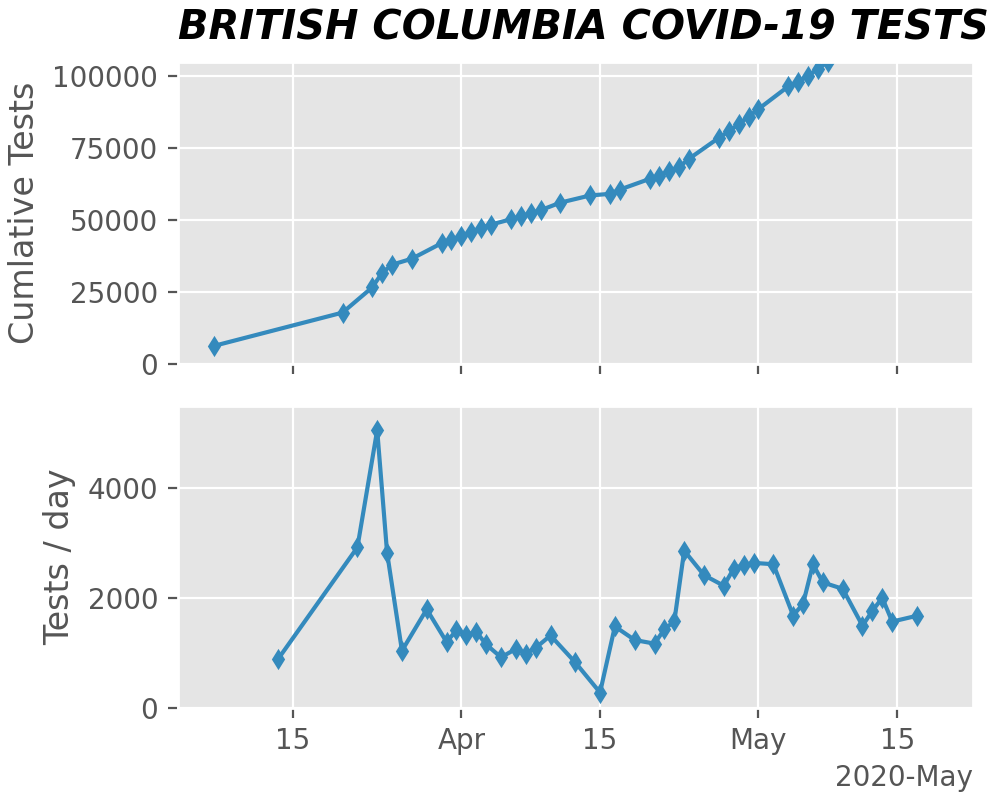 BRITISH COLUMBIA COVID-19 TESTS
Cumlative Tests
100000
75000
50000
25000
0
Tests / day
4000
2000
0
15 Apr 15 May 15
2020-May